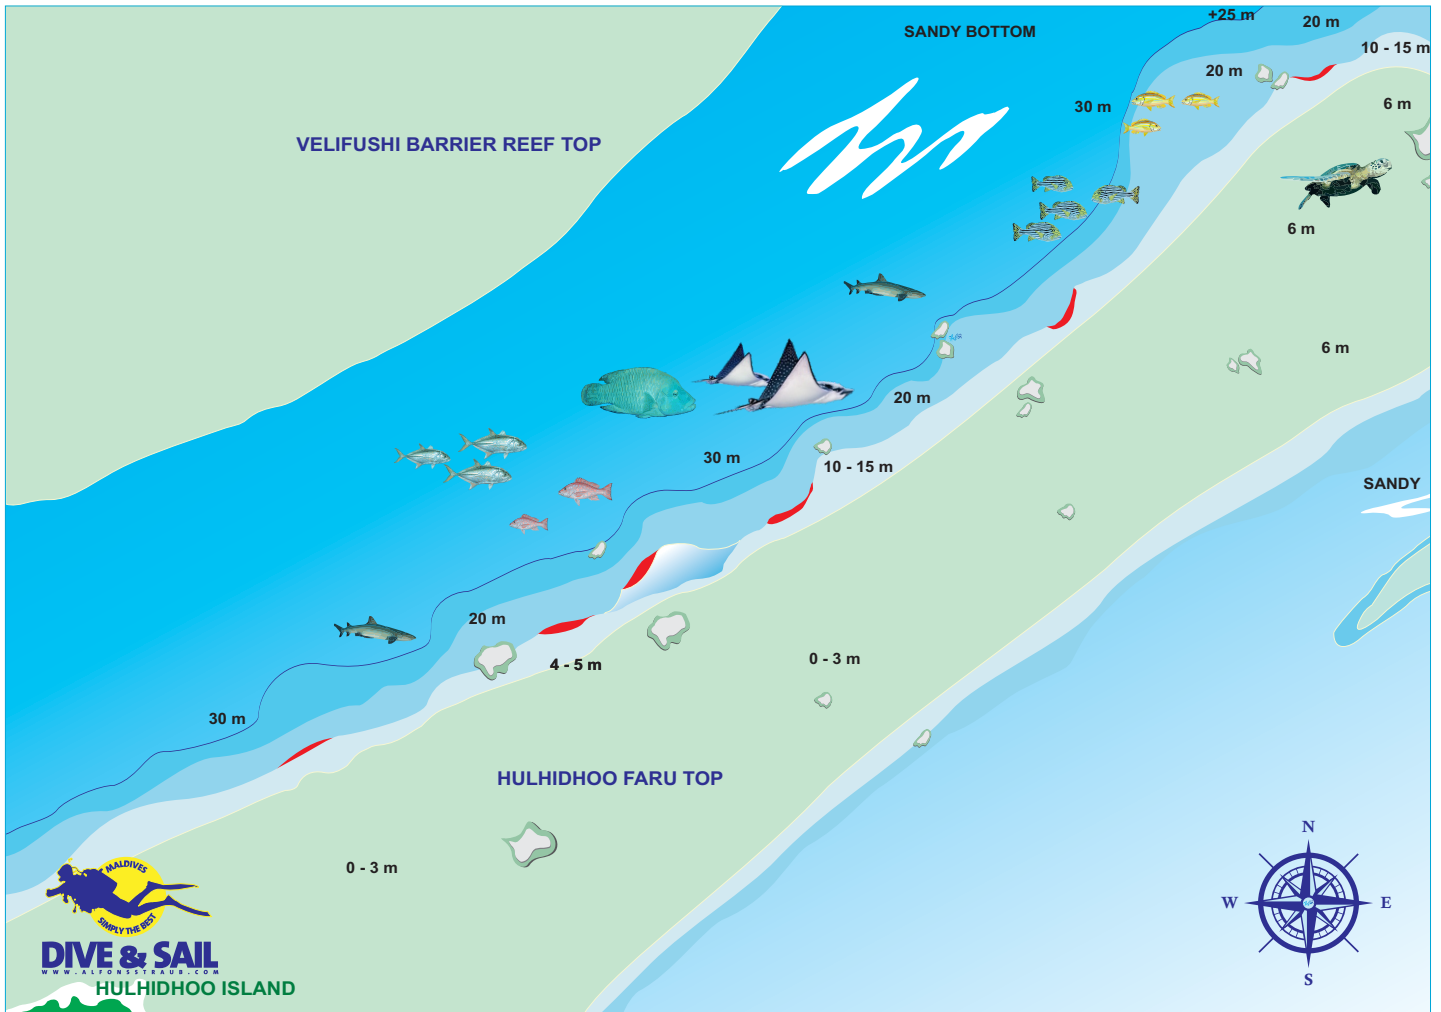 +25 m
20 m
SANDY BOTTOM
10 - 15 m
20 m
30 m
6 m
VELIFUSHI BARRIER REEF TOP
6 m
6 m
20 m
30 m
10 - 15 m
SANDY
20 m
4 - 5 m
0 - 3 m
30 m
HULHIDHOO FARU TOP
0 - 3 m
N
W
E
S
MALDIVES
SIMPLY THE BEST
DIVE & SAIL
WWW.ALFONSSTRAUB.COM
HULHIDHOO ISLAND